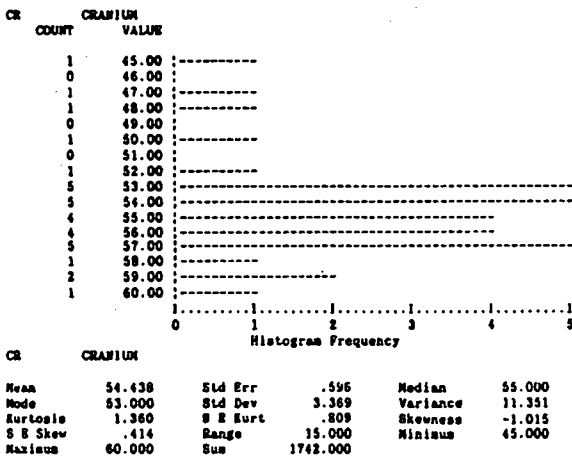 CR CRANIUM
COUNT VALUE
1 45.00
0 46.00
1 47.00
1 48.00
0 49.00
1 50.00
0 51.00
1 52.00
5 53.00
5 54.00
4 55.00
4 56.00
5 57.00
1 58.00
2 59.00
1 60.00
0 1 2 3 4 5
Histogram Frequency
CR CRANIUM
Mean 54.438 Std Err .596 Median 55.000
Mode 53.000 Std Dev 3.369 Variance 11.351
Kurtosis 1.360 S E Kurt .809 Skewness -1.015
S E Skew .414 Range 15.000 Minimum 45.000
Maximum 60.000 Sum 1742.000